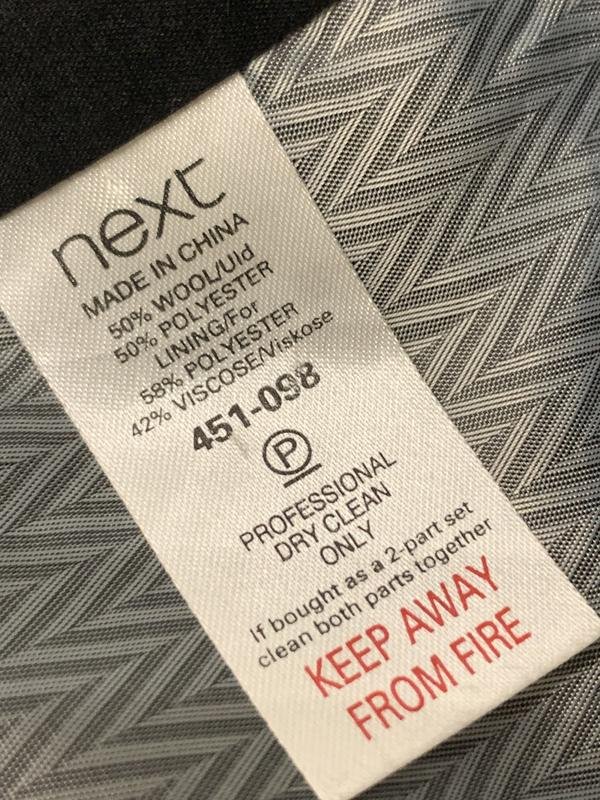 next
MADE IN CHINA
50% WOOL/Uld
50% POLYESTER
LINING/For
58% POLYESTER
42% VISCOSE/Viskose
451-098
P
PROFESSIONAL
DRY CLEAN
ONLY
If bought as a 2-part set
clean both parts together
KEEP AWAY
FROM FIRE